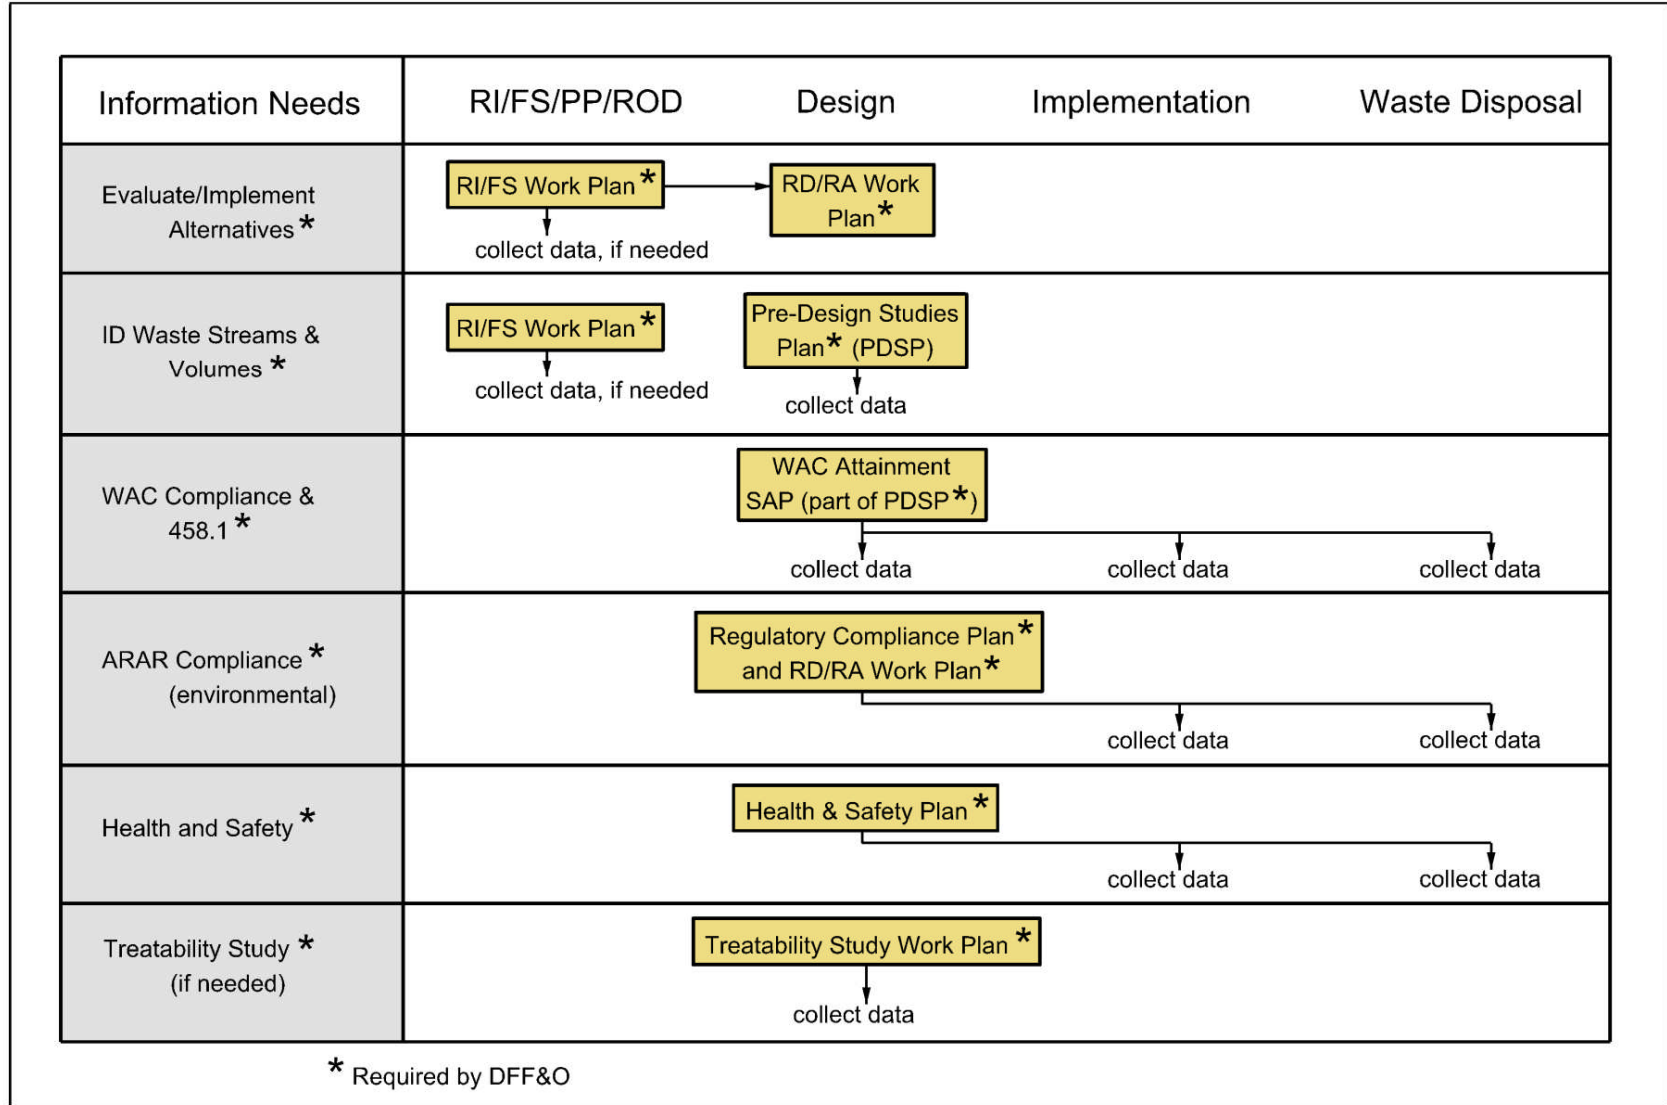 Information Needs RI/FS/PP/ROD Design Implementation Waste Disposal
Evaluate/Implement
Alternatives *
RI/FS Work Plan *
collect data, if needed
RD/RA Work
Plan *
ID Waste Streams &
Volumes *
RI/FS Work Plan *
collect data, if needed
Pre-Design Studies
Plan * (PDSP)
collect data
WAC Compliance &
458.1 *
WAC Attainment
SAP (part of PDSP *)
collect data collect data collect data
ARAR Compliance *
(environmental)
Regulatory Compliance Plan *
and RD/RA Work Plan *
collect data collect data
Health and Safety *
Health & Safety Plan *
collect data collect data
Treatability Study *
(if needed)
Treatability Study Work Plan *
collect data
* Required by DFF&O